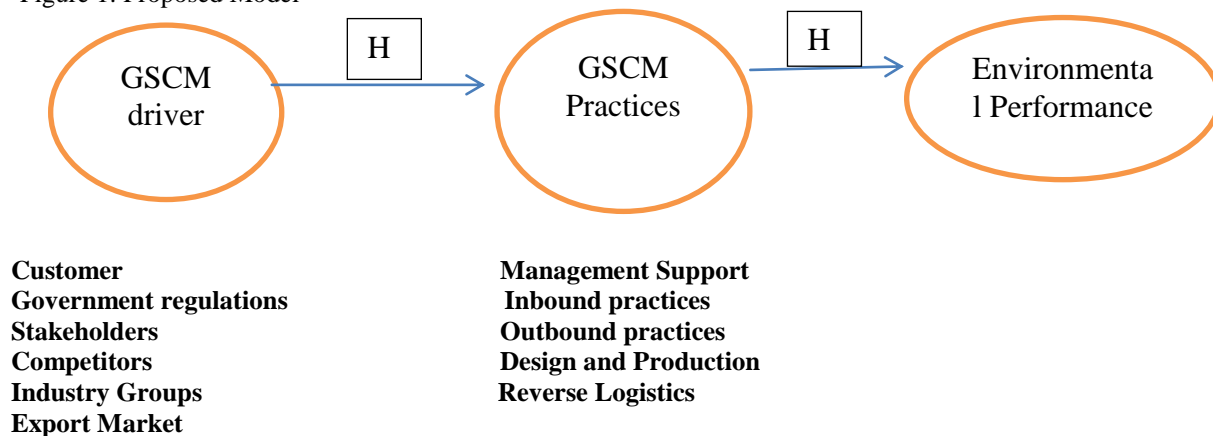 Figure 1: Proposed Model
H
H
GSCM
driver
GSCM
Practices
Environmenta
l Performance
Customer
Government regulations
Stakeholders
Competitors
Industry Groups
Export Market
Management Support
Inbound practices
Outbound practices
Design and Production
Reverse Logistics